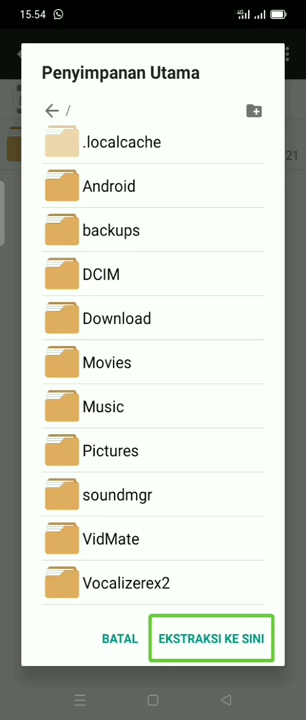 15.54
Penyimpanan Utama
/
.localcache
Android
backups
DCIM
Download
Movies
Music
Pictures
soundmgr
VidMate
Vocalizerex2
BATAL
EKSTRAKSI KE SINI
21